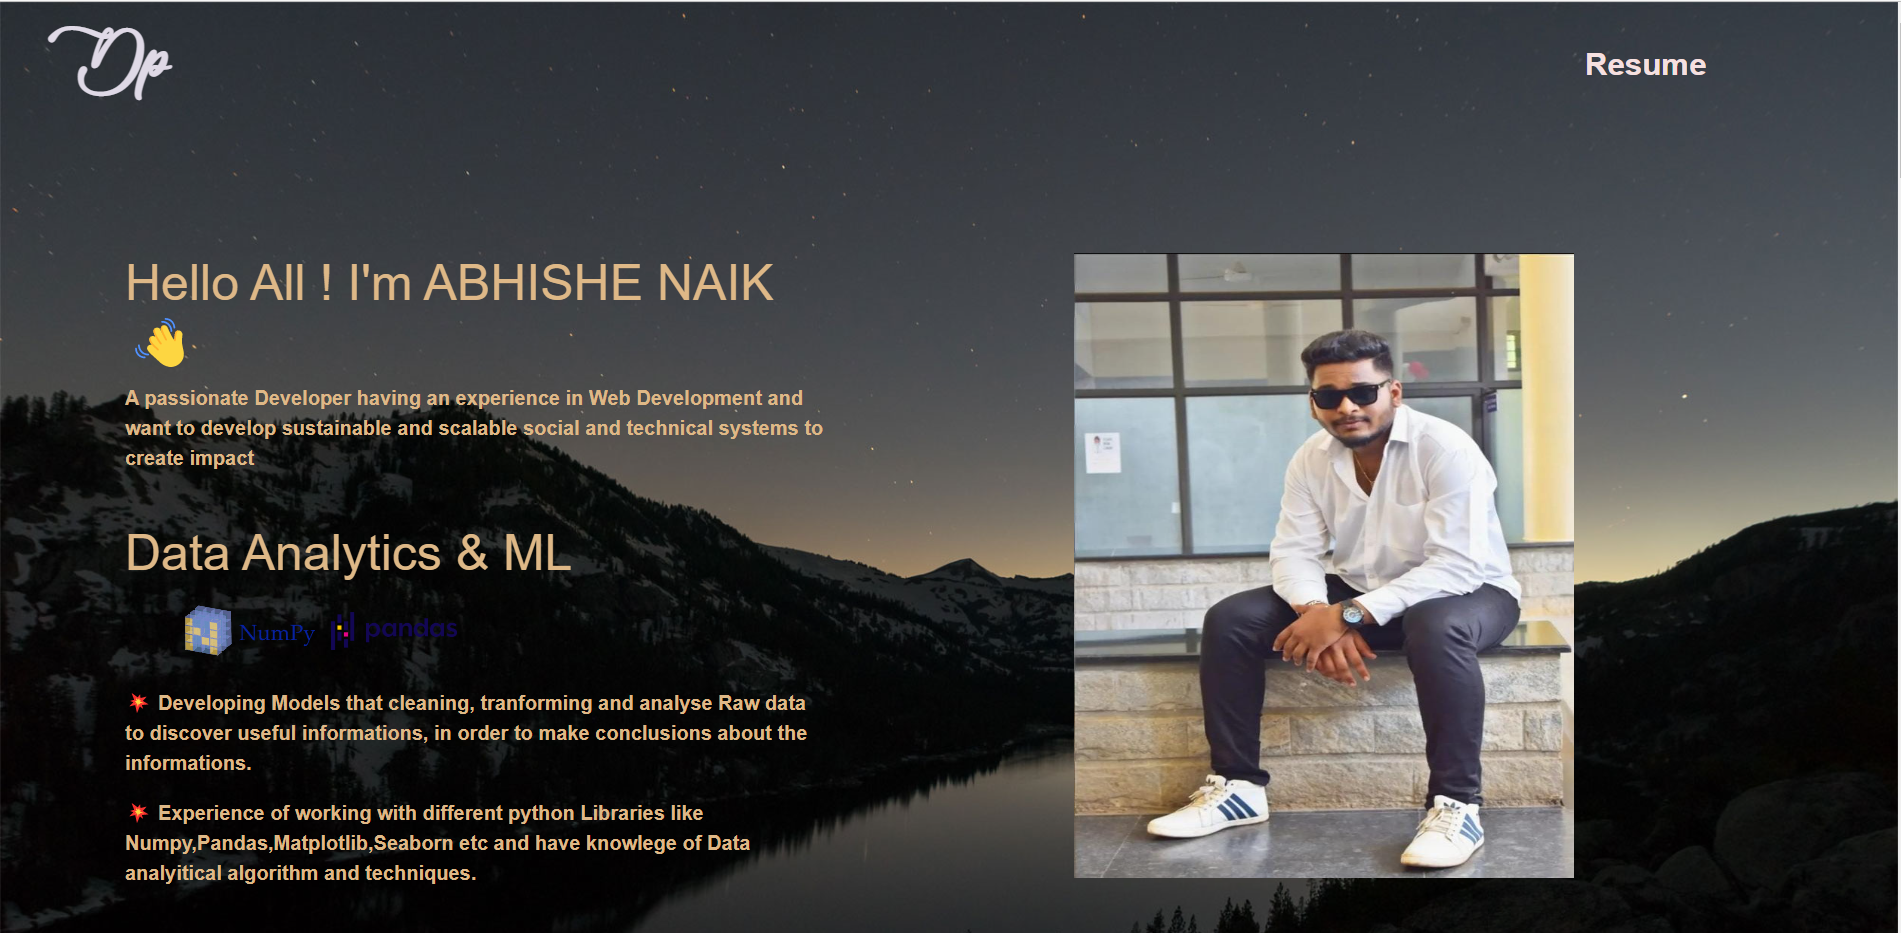 Dp
Resume
Hello All ! I'm ABHISHE NAIK
A passionate Developer having an experience in Web Development and
want to develop sustainable and scalable social and technical systems to
create impact
Data Analytics & ML
NumPy
pandas
Developing Models that cleaning, tranforming and analyse Raw data
to discover useful informations, in order to make conclusions about the
informations.
Experience of working with different python Libraries like
Numpy,Pandas,Matplotlib,Seaborn etc and have knowlege of Data
analyitical algorithm and techniques.